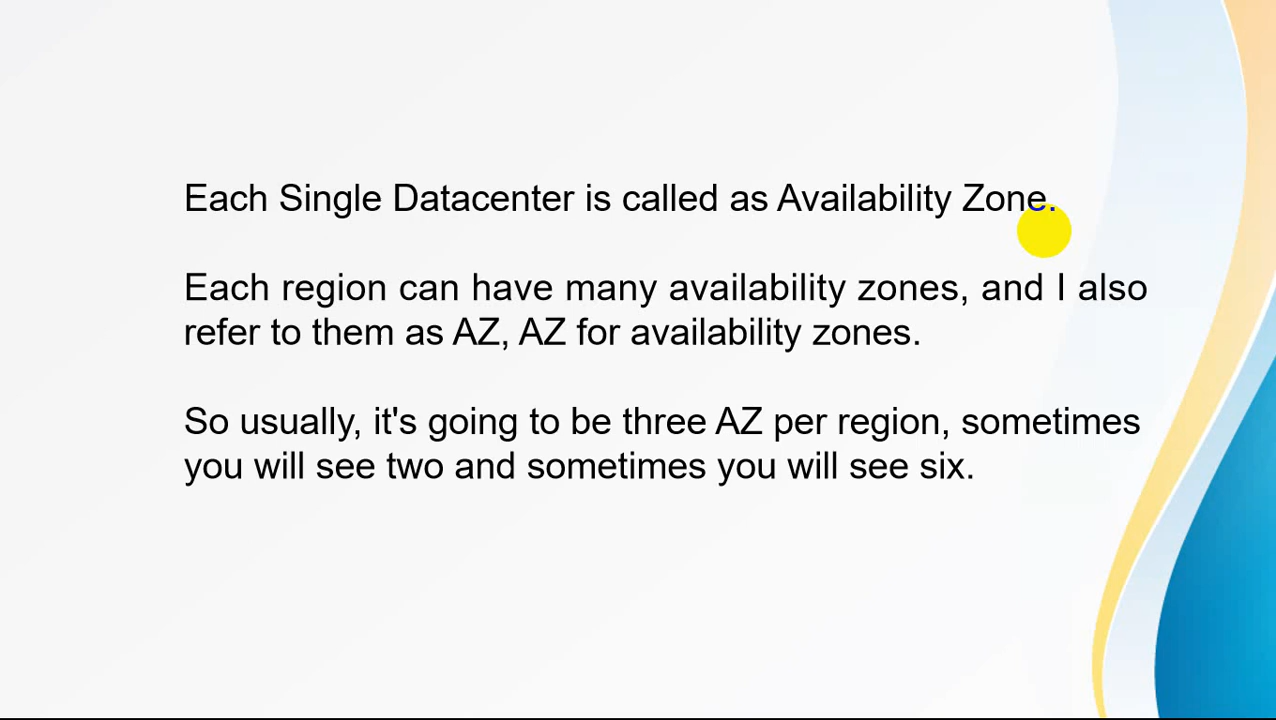 Each Single Datacenter is called as Availability Zone.
Each region can have many availability zones, and I also
refer to them as AZ, AZ for availability zones.
So usually, it's going to be three AZ per region, sometimes
you will see two and sometimes you will see six.